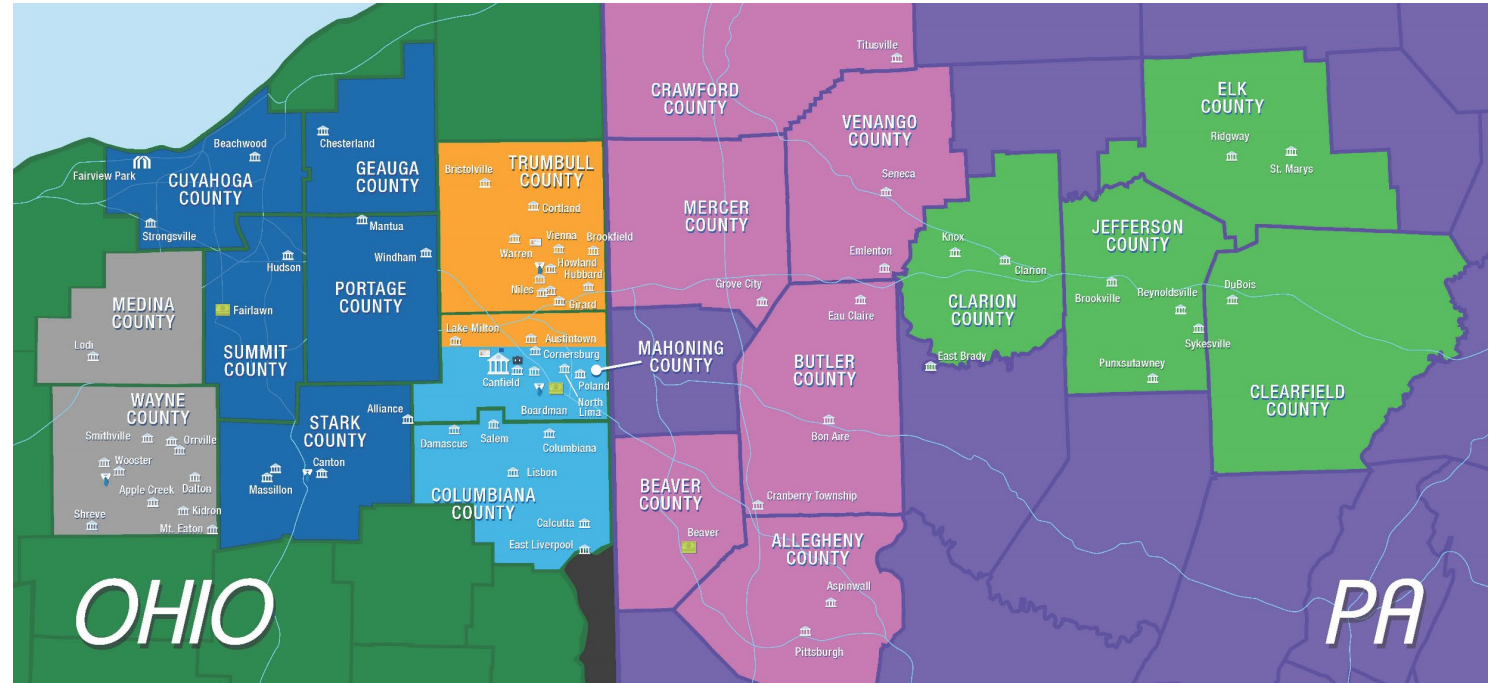 Titusville
CRAWFORD
COUNTY
ELK
COUNTY
VENANGO
COUNTY
Ridgway
St. Marys
Beachwood
Chesterland
Fairview Park
CUYAHOGA
COUNTY
GEAUGA
COUNTY
Bristolville
TRUMBULL
COUNTY
Seneca
Cortland
MERCER
COUNTY
Strongsville
Mantua
JEFFERSON
COUNTY
Vienna
Brookfield
Warren
Knox
Hudson
Windham
Howland
Hubbard
Emlenton
Clarion
Niles
Girard
Grove City
Brookville
Reynoldsville
DuBois
PORTAGE
COUNTY
MEDINA
COUNTY
Fairlawn
Eau Claire
CLARION
COUNTY
Lake Milton
Austintown
Sykesville
Lodi
SUMMIT
COUNTY
Cornersburg
MAHONING
COUNTY
BUTLER
COUNTY
East Brady
Punxsutawney
Canfield
Poland
CLEARFIELD
COUNTY
WAYNE
COUNTY
Boardman
North
Lima
Alliance
STARK
COUNTY
Smithville
Orrville
Damascus
Salem
Columbiana
Bon Aire
Wooster
Canton
Lisbon
Apple Creek
Dalton
Massillon
COLUMBIANA
COUNTY
BEAVER
COUNTY
Cranberry Township
Shreve
Kidron
Mt. Eaton
Calcutta
East Liverpool
Beaver
ALLEGHENY
COUNTY
Aspinwall
Pittsburgh
OHIO
PA